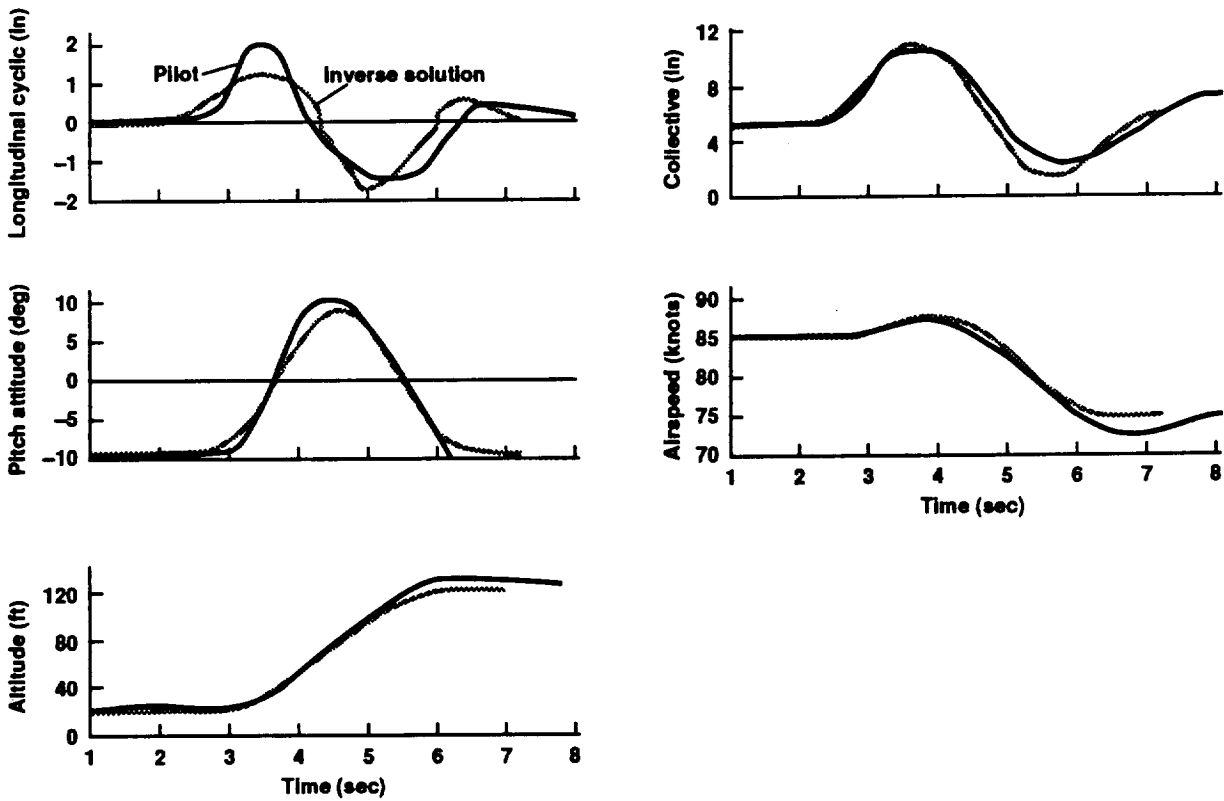 Longitudinal cyclic (in)
2
1
0
–1
–2
Pilot
Inverse solution
Pitch attitude (deg)
10
5
0
–5
–10
Altitude (ft)
120
80
40
0
1 2 3 4 5 6 7 8
Time (sec)
Collective (in)
12
8
4
0
Airspeed (knots)
90
85
80
75
70
1 2 3 4 5 6 7 8
Time (sec)